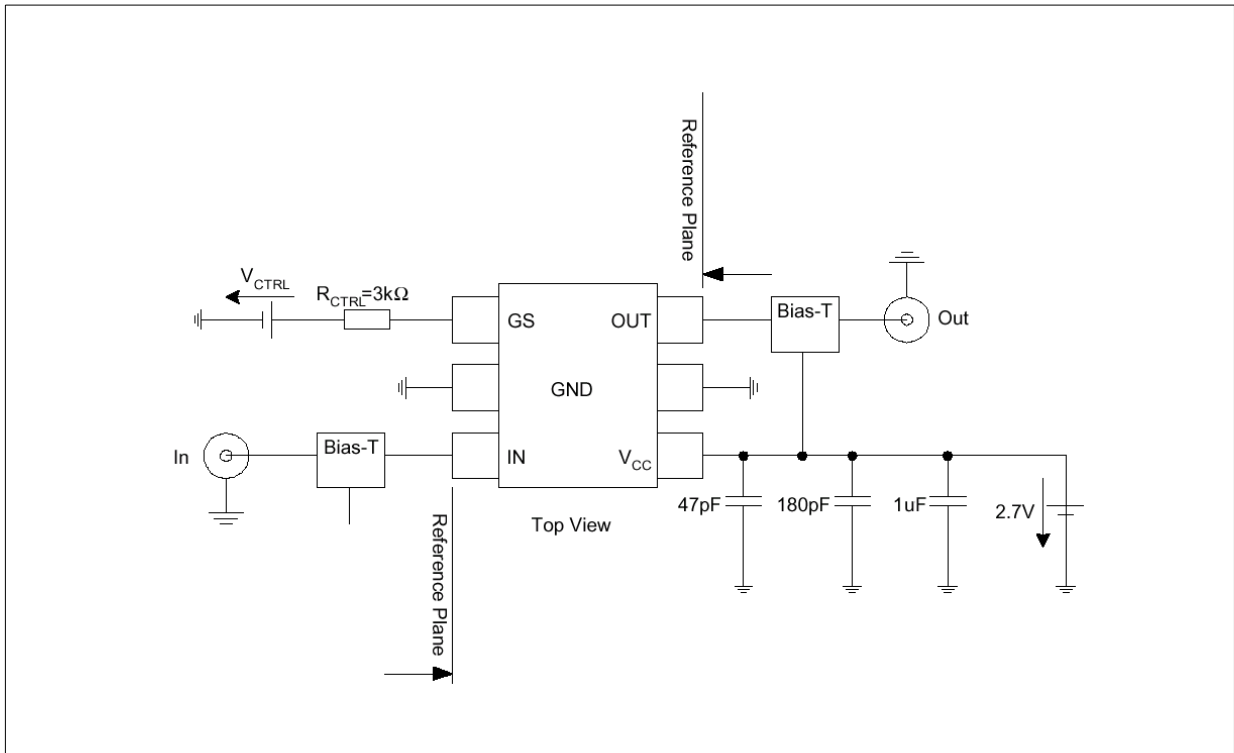 Reference Plane
V_CTRL
R_CTRL=3kΩ
GS
OUT
Bias-T
Out
GND
In
Bias-T
IN
V_CC
47pF
180pF
1uF
2.7V
Top View
Reference Plane